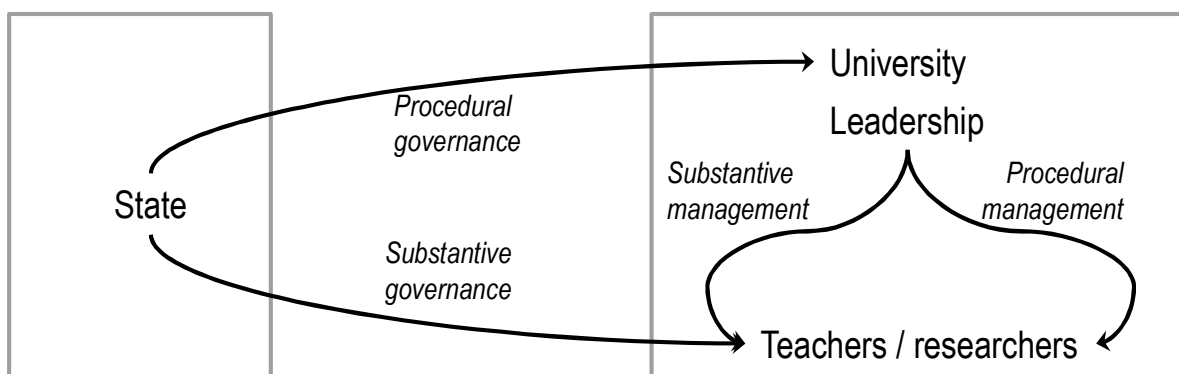 University
Leadership
Procedural
governance
State
Substantive
management
Procedural
management
Substantive
governance
Teachers / researchers